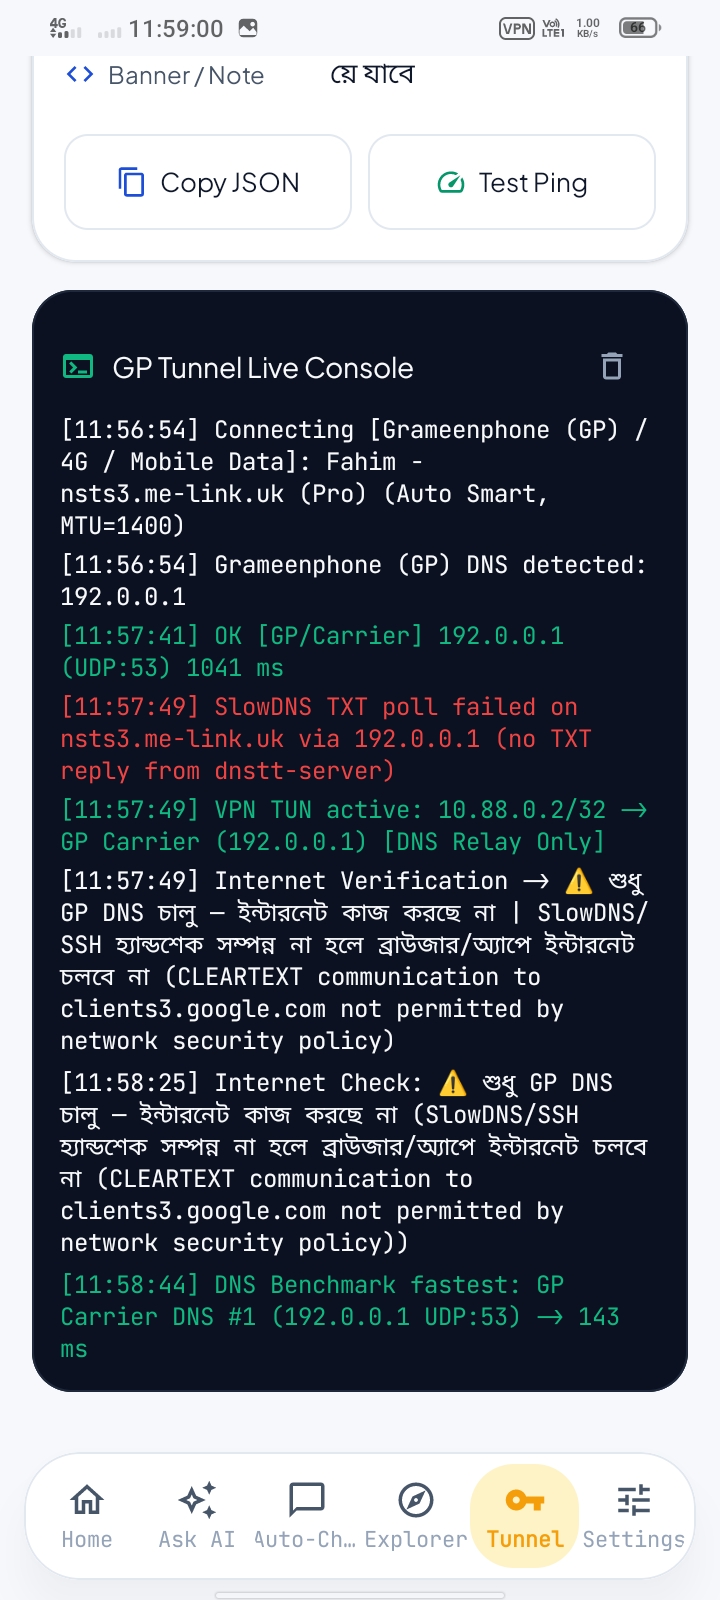 4G 11:59:00 VPN Vo) LTE1 1.00 KB/s 66
Banner / Note য়ে যাবে
Copy JSON Test Ping
GP Tunnel Live Console
[11:56:54] Connecting [Grameenphone (GP) /
4G / Mobile Data]: Fahim -
nsts3.me-link.uk (Pro) (Auto Smart,
MTU=1400)
[11:56:54] Grameenphone (GP) DNS detected:
192.0.0.1
[11:57:41] OK [GP/Carrier] 192.0.0.1
(UDP:53) 1041 ms
[11:57:49] SlowDNS TXT poll failed on
nsts3.me-link.uk via 192.0.0.1 (no TXT
reply from dnstt-server)
[11:57:49] VPN TUN active: 10.88.0.2/32 →
GP Carrier (192.0.0.1) [DNS Relay Only]
[11:57:49] Internet Verification → ⚠️ শুধু
GP DNS চালু — ইন্টারনেট কাজ করছে না | SlowDNS/
SSH হ্যান্ডশেক সম্পন্ন না হলে ব্রাউজার/অ্যাপে ইন্টারনেট
চলবে না (CLEARTEXT communication to
clients3.google.com not permitted by
network security policy)
[11:58:25] Internet Check: ⚠️ শুধু GP DNS
চালু — ইন্টারনেট কাজ করছে না (SlowDNS/SSH
হ্যান্ডশেক সম্পন্ন না হলে ব্রাউজার/অ্যাপে ইন্টারনেট চলবে
না (CLEARTEXT communication to
clients3.google.com not permitted by
network security policy))
[11:58:44] DNS Benchmark fastest: GP
Carrier DNS #1 (192.0.0.1 UDP:53) → 143
ms
Home Ask AI Auto-Ch… Explorer Tunnel Settings